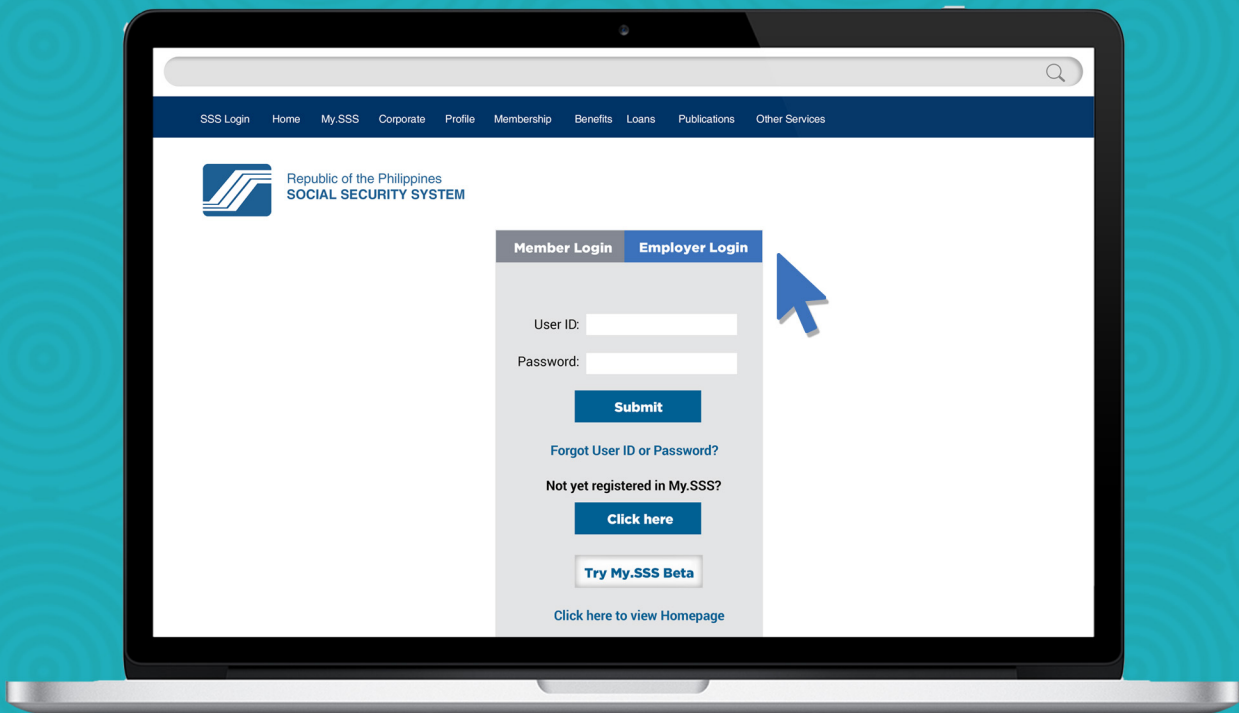 SSS Login Home My.SSS Corporate Profile Membership Benefits Loans Publications Other Services
Republic of the Philippines
SOCIAL SECURITY SYSTEM
Member Login Employer Login
User ID:
Password:
Submit
Forgot User ID or Password?
Not yet registered in My.SSS?
Click here
Try My.SSS Beta
Click here to view Homepage